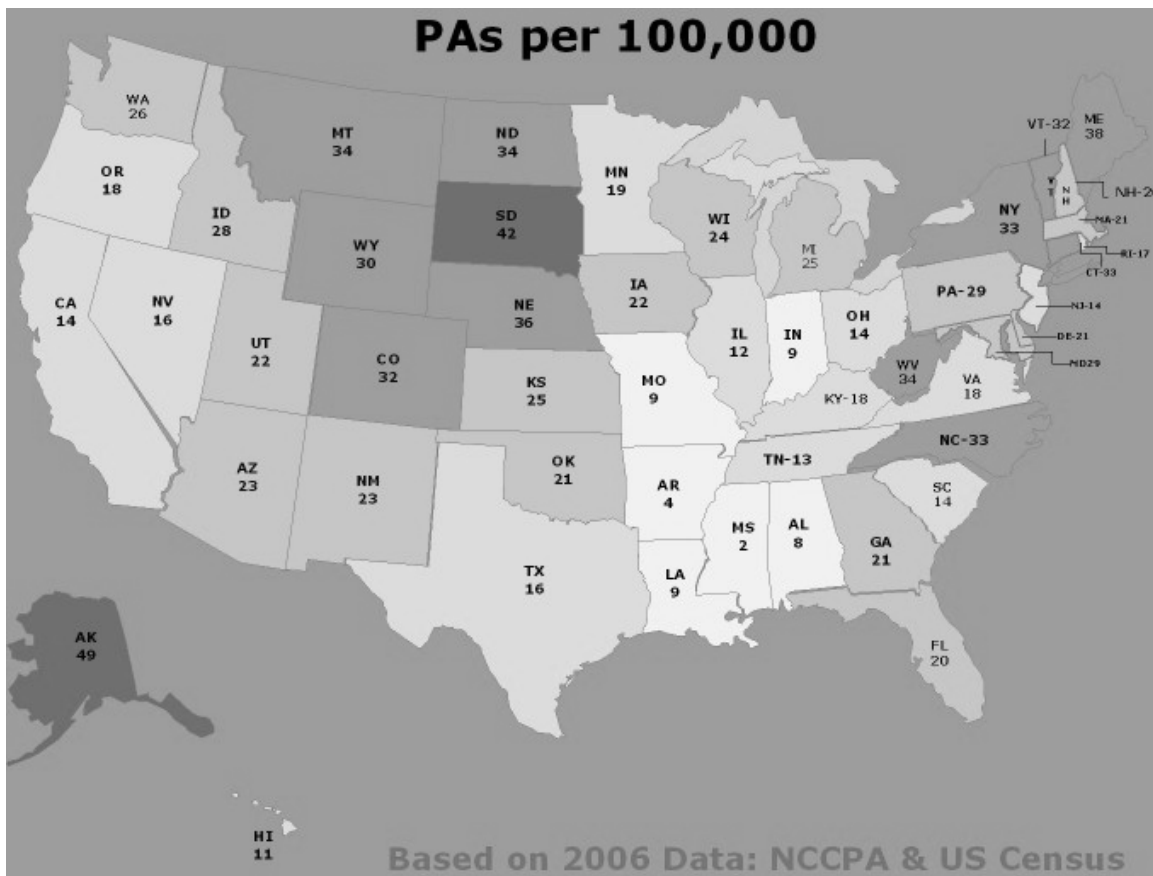 PAs per 100,000
WA
26
MT
34
ND
34
MN
19
VT-32
ME
38
OR
18
ID
28
SD
42
WI
24
MI
25
NY
33
V
T
N
H
NH-20
MA-21
RI-17
CT-33
WY
30
CA
14
NV
16
UT
22
CO
32
NE
36
IA
22
IL
12
IN
9
OH
14
PA-29
NJ-14
DE-21
MD29
WV
34
VA
18
KS
25
MO
9
KY-18
AZ
23
NM
23
OK
21
AR
4
TN-13
NC-33
SC
14
TX
16
LA
9
MS
2
AL
8
GA
21
FL
20
AK
49
HI
11
Based on 2006 Data: NCCPA & US Census